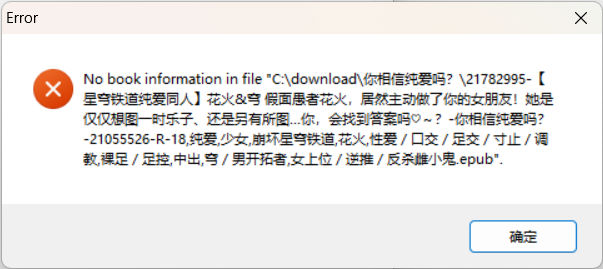 Error
No book information in file "C:\download\你相信纯爱吗？\21782995-【
星穹铁道纯爱同人】花火&穹 假面愚者花火，居然主动做了你的女朋友！她是
仅仅想图一时乐子、还是另有所图...你，会找到答案吗♡～？-你相信纯爱吗？
-21055526-R-18,纯爱,少女,崩坏星穹铁道,花火,性爱 / 口交 / 足交 / 寸止 / 调
教,裸足 / 足控,中出,穹 / 男开拓者,女上位 / 逆推 / 反杀雌小鬼.epub".
确定